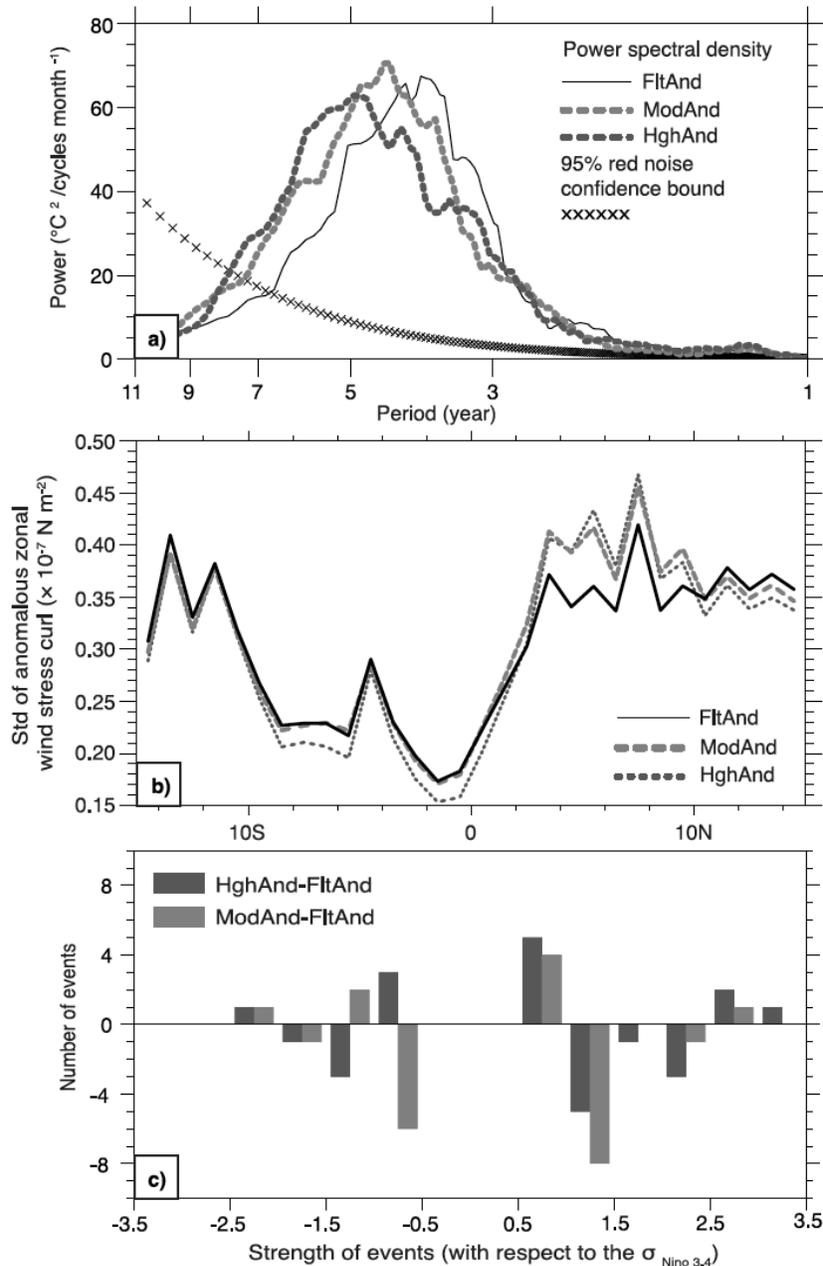 80
60
40
20
0
Power (°C ² /cycles month ⁻¹)
Power spectral density
FltAnd
ModAnd
HghAnd
95% red noise
confidence bound
xxxxxx
a)
11 9 7 5 3 1
Period (year)
0.50
0.45
0.40
0.35
0.30
0.25
0.20
0.15
Std of anomalous zonal
wind stress curl (× 10⁻⁷ N m⁻²)
FltAnd
ModAnd
HghAnd
b)
10S 0 10N
HghAnd-FltAnd
ModAnd-FltAnd
8
4
0
-4
-8
Number of events
c)
-3.5 -2.5 -1.5 -0.5 0.5 1.5 2.5 3.5
Strength of events (with respect to the σ Nino 3.4)